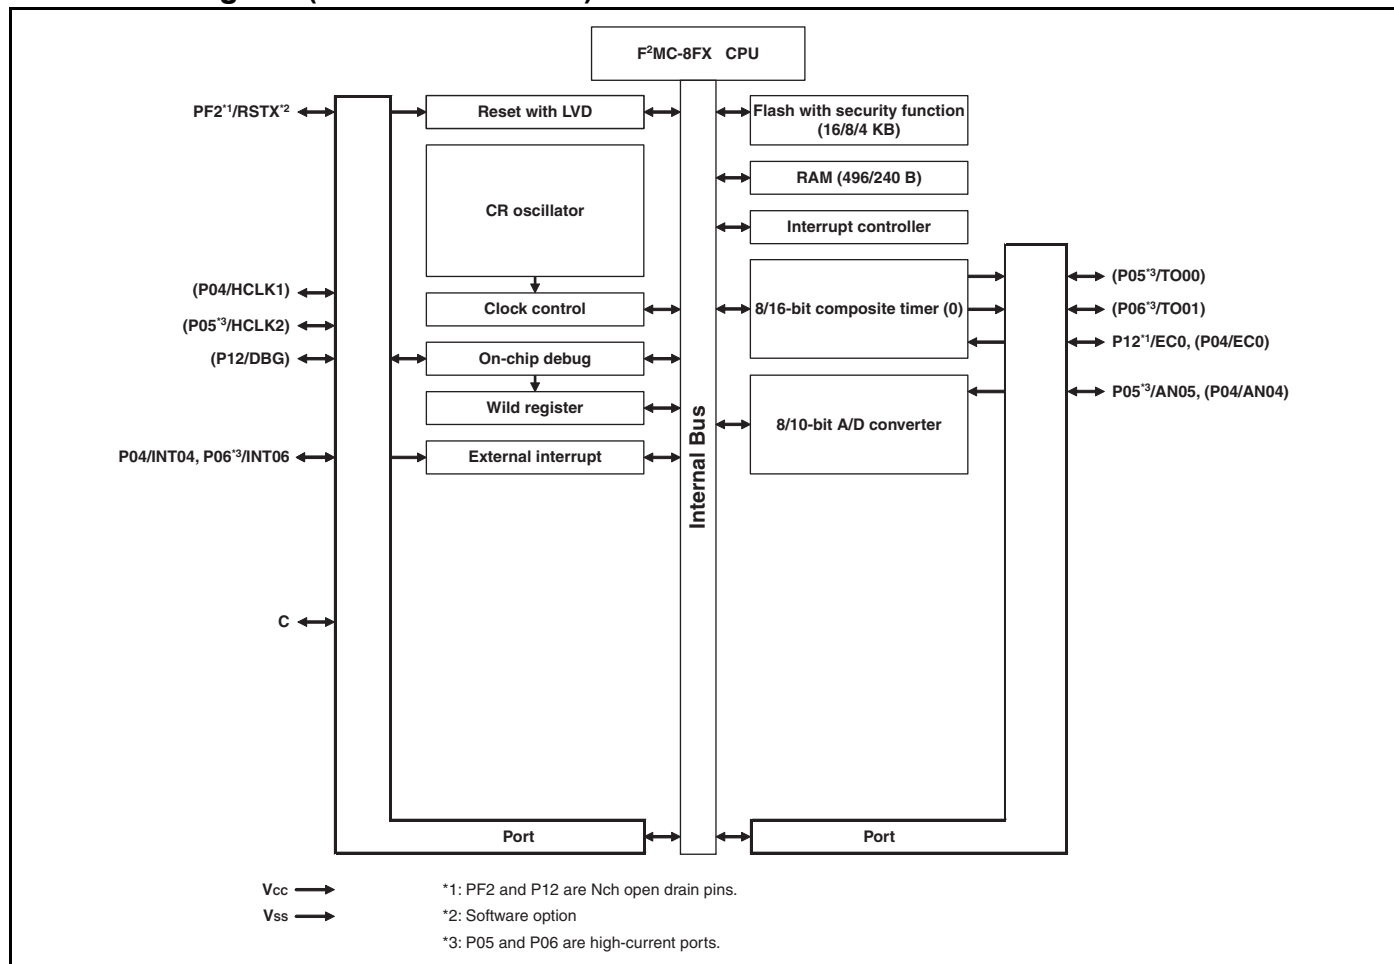 F²MC-8FX CPU
PF2*1/RSTX*2
Reset with LVD
Flash with security function
(16/8/4 KB)
RAM (496/240 B)
CR oscillator
Interrupt controller
(P04/HCLK1)
(P05*3/HCLK2)
Clock control
8/16-bit composite timer (0)
(P05*3/TO00)
(P06*3/TO01)
P12*1/EC0, (P04/EC0)
(P12/DBG)
On-chip debug
Wild register
P05*3/AN05, (P04/AN04)
8/10-bit A/D converter
P04/INT04, P06*3/INT06
External interrupt
Internal Bus
C
Port
Port
Vcc
Vss
*1: PF2 and P12 are Nch open drain pins.
*2: Software option
*3: P05 and P06 are high-current ports.